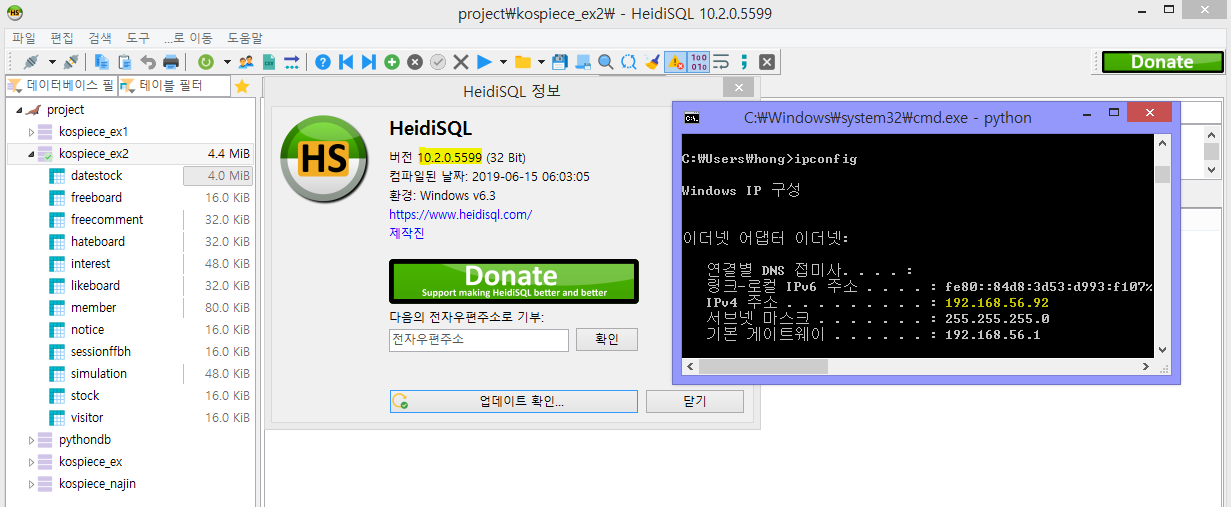 project₩kospiece_ex2₩ - HeidiSQL 10.2.0.5599
파일 편집 검색 도구 ...로 이동 도움말
Donate
데이터베이스 필 테이블 필터
project
kospiece_ex1
kospiece_ex2 4.4 MiB
datestock 4.0 MiB
freeboard 16.0 KiB
freecomment 32.0 KiB
hateboard 32.0 KiB
interest 48.0 KiB
likeboard 32.0 KiB
member 80.0 KiB
notice 16.0 KiB
sessionffbh 16.0 KiB
simulation 48.0 KiB
stock 16.0 KiB
visitor 16.0 KiB
pythondb
kospiece_ex
kospiece_najin
HeidiSQL 정보
HS
HeidiSQL
버전 10.2.0.5599 (32 Bit)
컴파일된 날짜: 2019-06-15 06:03:05
환경: Windows v6.3
https://www.heidisql.com/
제작진
Donate
Support making HeidiSQL better and better
다음의 전자우편주소로 기부:
전자우편주소 확인
업데이트 확인... 닫기
C:₩Windows₩system32₩cmd.exe - python
C:₩Users₩hong>ipconfig
Windows IP 구성
이더넷 어댑터 이더넷:
연결별 DNS 접미사. . . . :
링크-로컬 IPv6 주소 . . . . : fe80::84d8:3d53:d993:f107%
IPv4 주소 . . . . . . . . . : 192.168.56.92
서브넷 마스크 . . . . . . . : 255.255.255.0
기본 게이트웨이 . . . . . . : 192.168.56.1